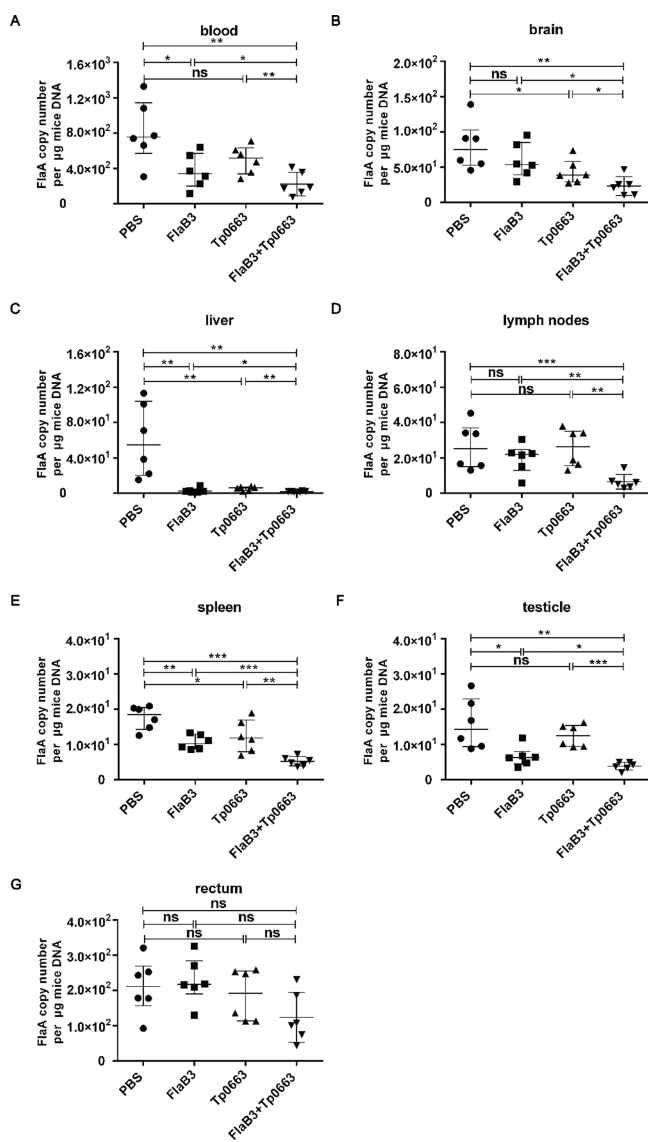 A
blood
**
*
*
ns
**
FlaA copy number
per µg mice DNA
1.6×10³
1.2×10³
8.0×10²
4.0×10²
0
PBS
FlaB3
Tp0663
FlaB3+Tp0663
B
brain
**
ns
*
*
*
FlaA copy number
per µg mice DNA
2.0×10²
1.5×10²
1.0×10²
5.0×10¹
0
PBS
FlaB3
Tp0663
FlaB3+Tp0663
C
liver
**
**
*
**
**
FlaA copy number
per µg mice DNA
1.6×10²
1.2×10²
8.0×10¹
4.0×10¹
0
PBS
FlaB3
Tp0663
FlaB3+Tp0663
D
lymph nodes
***
ns
**
ns
**
FlaA copy number
per µg mice DNA
8.0×10¹
6.0×10¹
4.0×10¹
2.0×10¹
0
PBS
FlaB3
Tp0663
FlaB3+Tp0663
E
spleen
***
**
***
*
**
FlaA copy number
per µg mice DNA
4.0×10¹
3.0×10¹
2.0×10¹
1.0×10¹
0
PBS
FlaB3
Tp0663
FlaB3+Tp0663
F
testicle
**
*
*
ns
***
FlaA copy number
per µg mice DNA
4.0×10¹
3.0×10¹
2.0×10¹
1.0×10¹
0
PBS
FlaB3
Tp0663
FlaB3+Tp0663
G
rectum
ns
ns
ns
ns
ns
FlaA copy number
per µg mice DNA
4.0×10²
3.0×10²
2.0×10²
1.0×10²
0
PBS
FlaB3
Tp0663
FlaB3+Tp0663